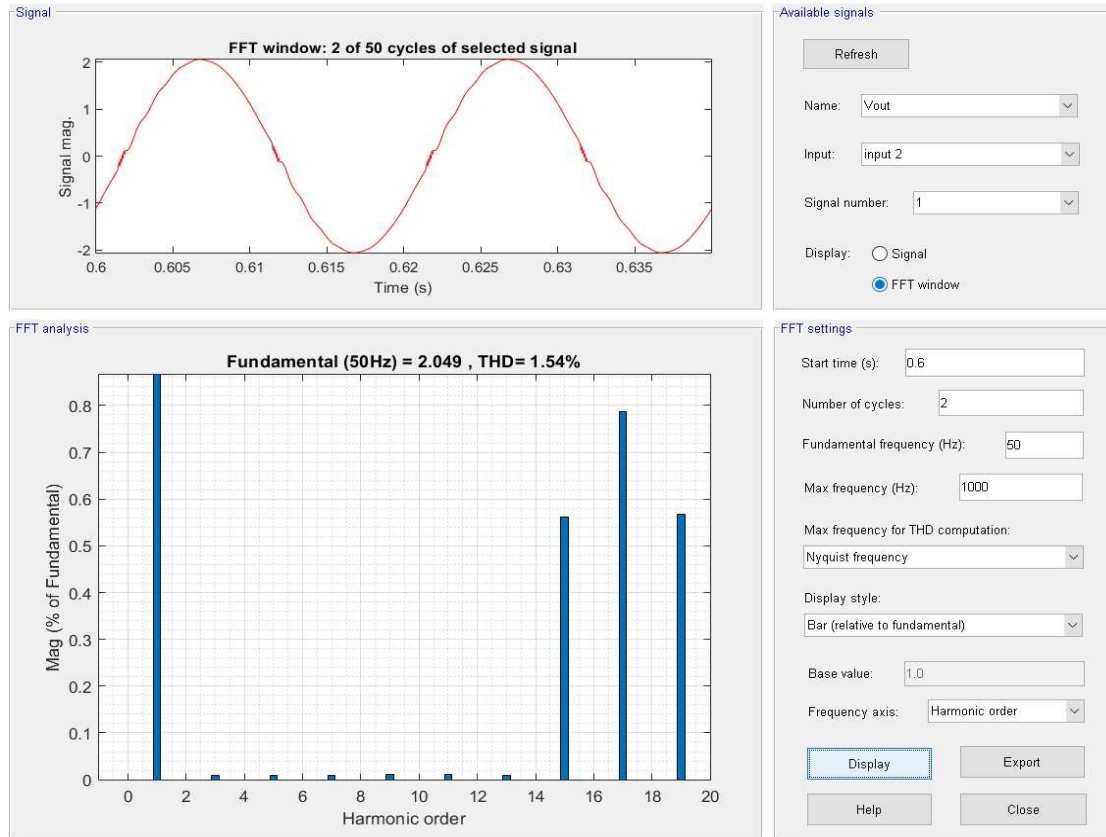 Signal
FFT window: 2 of 50 cycles of selected signal
2
1
0
-1
-2
Signal mag.
0.6 0.605 0.61 0.615 0.62 0.625 0.63 0.635
Time (s)
Available signals
Refresh
Name: Vout
Input: input 2
Signal number: 1
Display: Signal
FFT window
FFT analysis
Fundamental (50Hz) = 2.049 , THD= 1.54%
0.8
0.7
0.6
0.5
0.4
0.3
0.2
0.1
0
Mag (% of Fundamental)
0 2 4 6 8 10 12 14 16 18 20
Harmonic order
FFT settings
Start time (s): 0.6
Number of cycles: 2
Fundamental frequency (Hz): 50
Max frequency (Hz): 1000
Max frequency for THD computation:
Nyquist frequency
Display style:
Bar (relative to fundamental)
Base value: 1.0
Frequency axis: Harmonic order
Display Export
Help Close